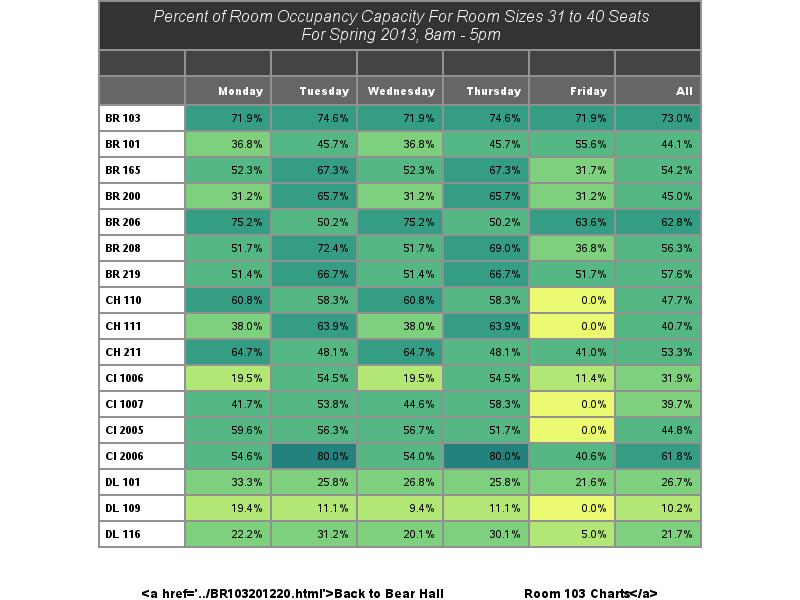 Percent of Room Occupancy Capacity For Room Sizes 31 to 40 Seats
For Spring 2013, 8am - 5pm
Monday Tuesday Wednesday Thursday Friday All
BR 103 71.9% 74.6% 71.9% 74.6% 71.9% 73.0%
BR 101 36.8% 45.7% 36.8% 45.7% 55.6% 44.1%
BR 165 52.3% 67.3% 52.3% 67.3% 31.7% 54.2%
BR 200 31.2% 65.7% 31.2% 65.7% 31.2% 45.0%
BR 206 75.2% 50.2% 75.2% 50.2% 63.6% 62.8%
BR 208 51.7% 72.4% 51.7% 69.0% 36.8% 56.3%
BR 219 51.4% 66.7% 51.4% 66.7% 51.7% 57.6%
CH 110 60.8% 58.3% 60.8% 58.3% 0.0% 47.7%
CH 111 38.0% 63.9% 38.0% 63.9% 0.0% 40.7%
CH 211 64.7% 48.1% 64.7% 48.1% 41.0% 53.3%
CI 1006 19.5% 54.5% 19.5% 54.5% 11.4% 31.9%
CI 1007 41.7% 53.8% 44.6% 58.3% 0.0% 39.7%
CI 2005 59.6% 56.3% 56.7% 51.7% 0.0% 44.8%
CI 2006 54.6% 80.0% 54.0% 80.0% 40.6% 61.8%
DL 101 33.3% 25.8% 26.8% 25.8% 21.6% 26.7%
DL 109 19.4% 11.1% 9.4% 11.1% 0.0% 10.2%
DL 116 22.2% 31.2% 20.1% 30.1% 5.0% 21.7%
<a href='../BR103201220.html'>Back to Bear Hall Room 103 Charts</a>